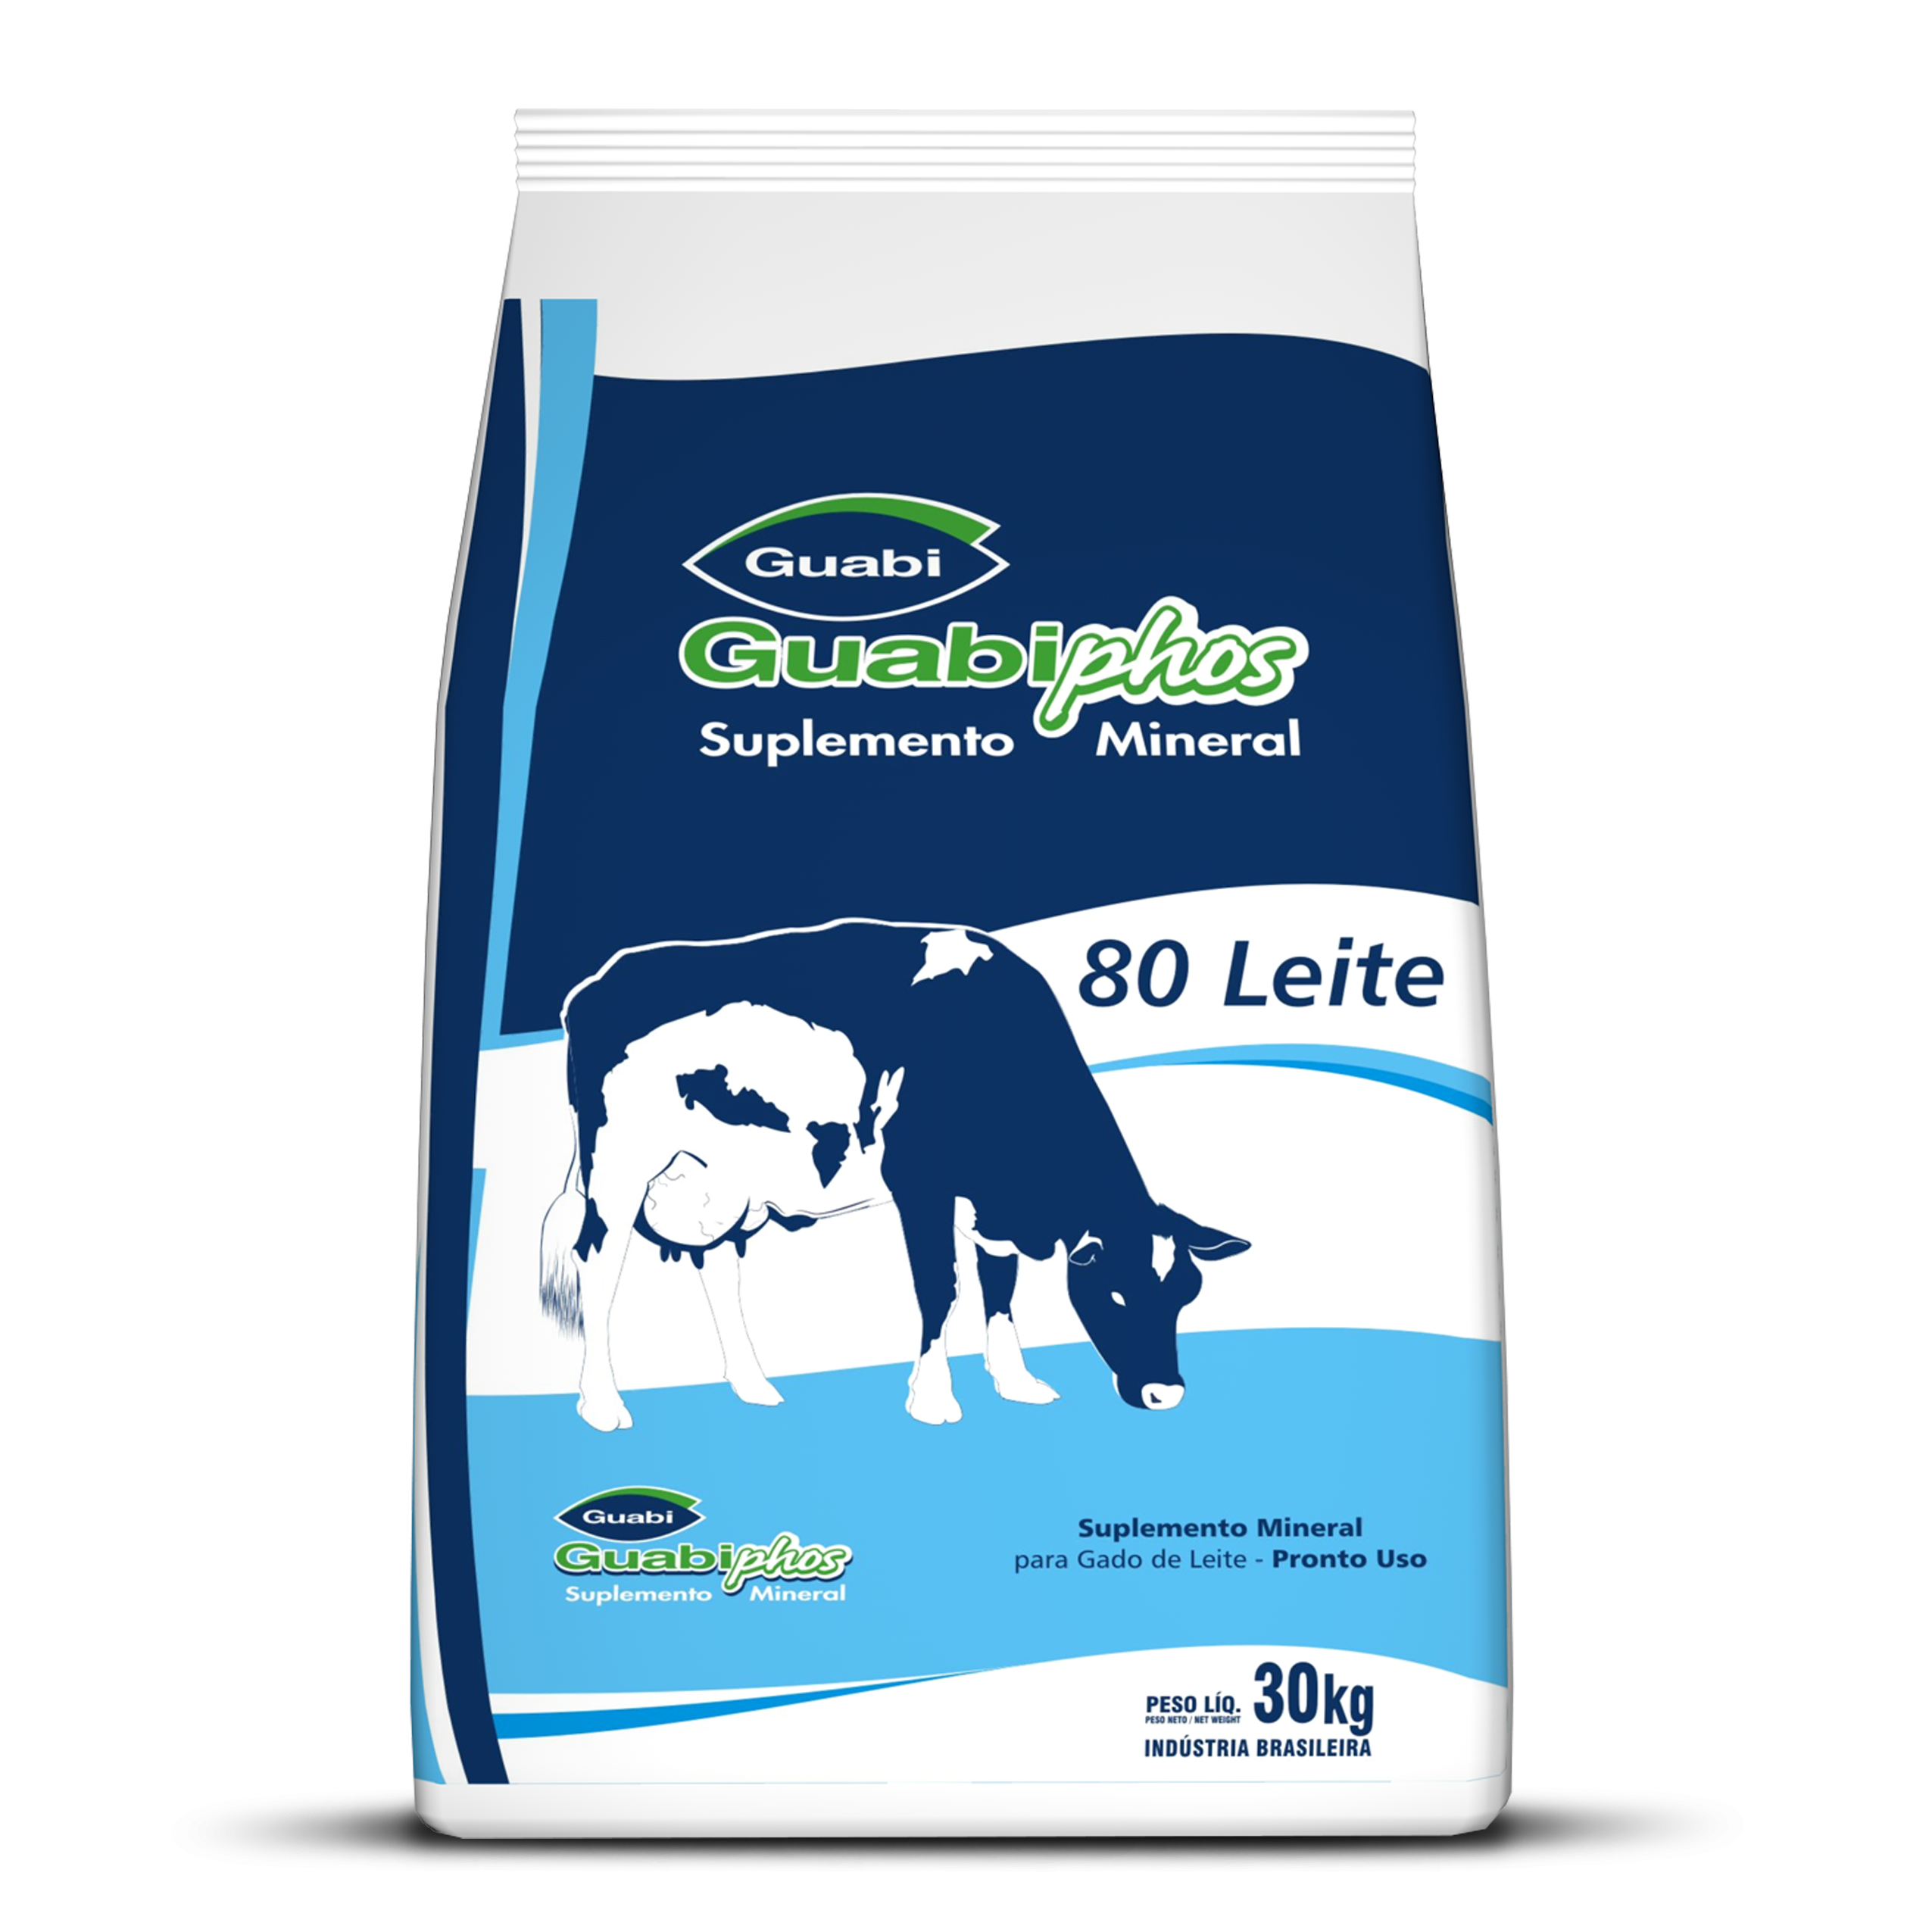 Guabi
Guabiphos
Suplemento Mineral
80 Leite
Guabi
Guabiphos
Suplemento Mineral
Suplemento Mineral
para Gado de Leite - Pronto Uso
PESO LÍQ. 30kg
PESO NETO / NET WEIGHT
INDÚSTRIA BRASILEIRA